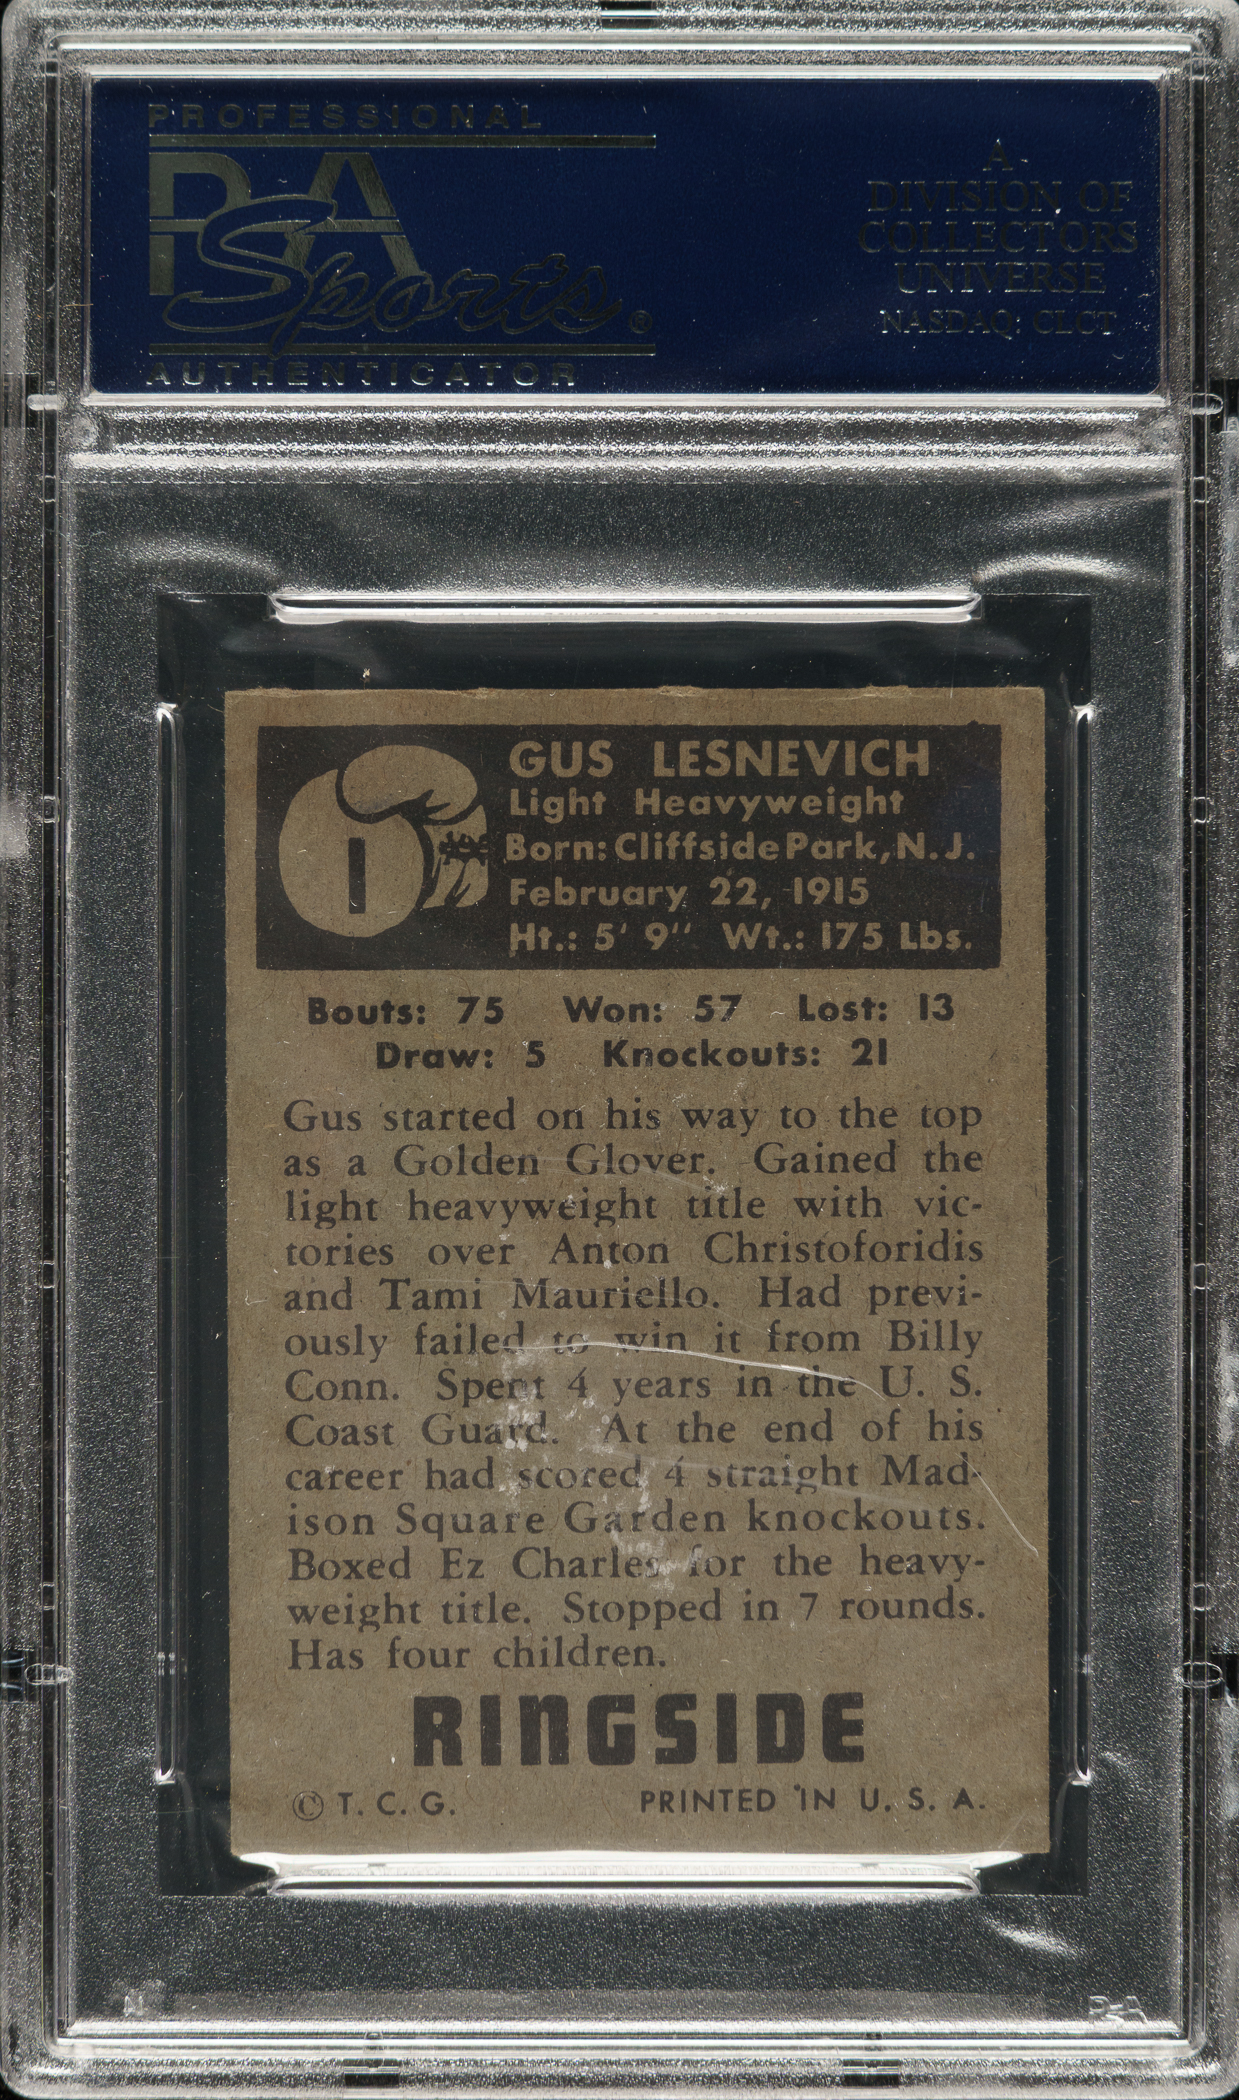 PROFESSIONAL
PSA
Sports®
AUTHENTICATOR
A
DIVISION OF
COLLECTORS
UNIVERSE
NASDAQ: CLCT
1
GUS LESNEVICH
Light Heavyweight
Born: Cliffside Park, N. J.
February 22, 1915
Ht.: 5' 9" Wt.: 175 Lbs.
Bouts: 75 Won: 57 Lost: 13
Draw: 5 Knockouts: 21
Gus started on his way to the top
as a Golden Glover. Gained the
light heavyweight title with vic-
tories over Anton Christoforidis
and Tami Mauriello. Had previ-
ously failed to win it from Billy
Conn. Spent 4 years in the U. S.
Coast Guard. At the end of his
career had scored 4 straight Mad-
ison Square Garden knockouts.
Boxed Ez Charles for the heavy-
weight title. Stopped in 7 rounds.
Has four children.
RINGSIDE
© T. C. G. PRINTED IN U. S. A.
PSA